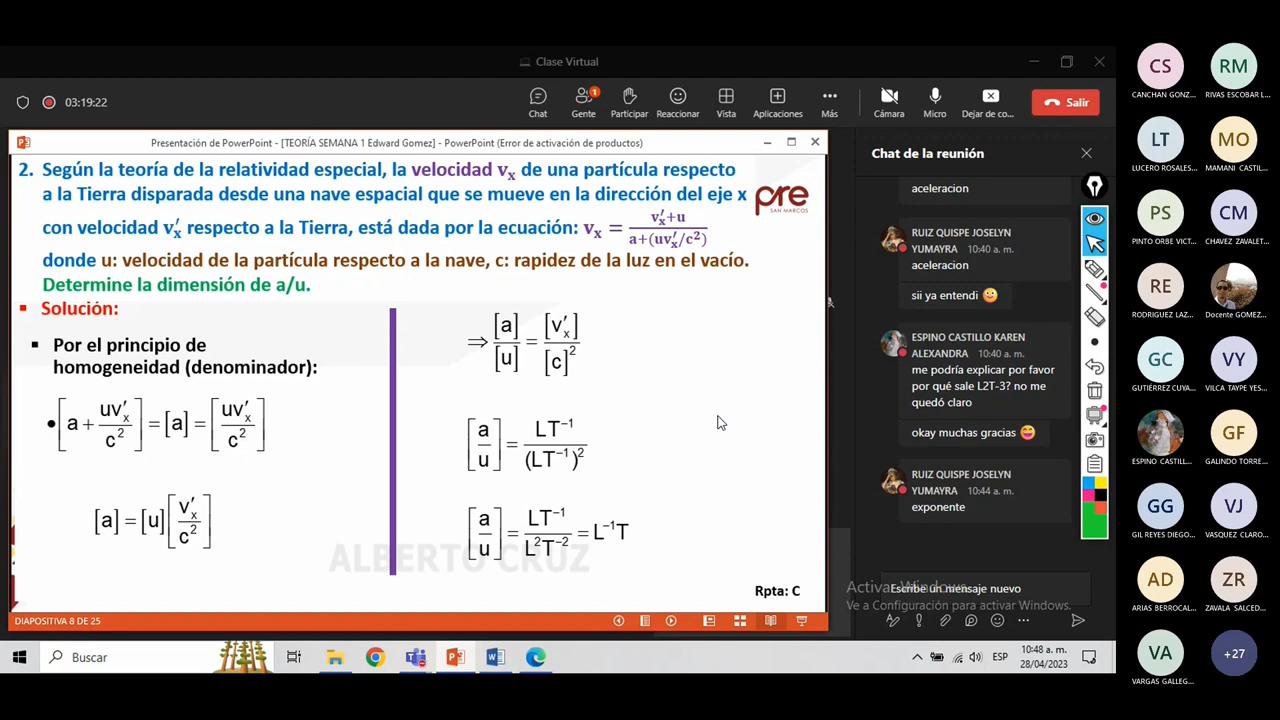 Clase Virtual
03:19:22
Chat
Gente
1
Participar
Reaccionar
Vista
Aplicaciones
Más
Cámara
Micro
Dejar de co...
Salir
Presentación de PowerPoint - [TEORÍA SEMANA 1 Edward Gomez] - PowerPoint (Error de activación de productos)
2. Según la teoría de la relatividad especial, la velocidad vₓ de una partícula respecto
a la Tierra disparada desde una nave espacial que se mueve en la dirección del eje x
con velocidad v′ₓ respecto a la Tierra, está dada por la ecuación: vₓ = (v′ₓ+u)/(a+(uv′ₓ/c²))
donde u: velocidad de la partícula respecto a la nave, c: rapidez de la luz en el vacío.
Determine la dimensión de a/u.
pre
SAN MARCOS
▪ Solución:
▪ Por el principio de
homogeneidad (denominador):
•[a + uv′ₓ/c²] = [a] = [uv′ₓ/c²]
[a] = [u][v′ₓ/c²]
⇒ [a]/[u] = [v′ₓ]/[c]²
[a/u] = LT⁻¹/(LT⁻¹)²
[a/u] = LT⁻¹/L²T⁻² = L⁻¹T
ALBERTO CRUZ
Rpta: C
DIAPOSITIVA 8 DE 25
Chat de la reunión
aceleracion
RUIZ QUISPE JOSELYN
YUMAYRA 10:40 a. m.
aceleracion
sii ya entendi
ESPINO CASTILLO KAREN
ALEXANDRA 10:40 a. m.
me podría explicar por favor
por qué sale L2T-3? no me
quedó claro
okay muchas gracias
RUIZ QUISPE JOSELYN
YUMAYRA 10:44 a. m.
exponente
Escribe un mensaje nuevo
Activar Windows
Ve a Configuración para activar Windows.
CS
CANCHAN GONZ...
RM
RIVAS ESCOBAR L...
LT
LUCERO ROSALES...
MO
MAMANI CASTIL...
PS
PINTO ORBE VICT...
CM
CHAVEZ ZAVALET...
RE
RODRIGUEZ LAZ...
Docente GOMEZ...
GC
GUTIÉRREZ CUYA...
VY
VILCA TAYPE YES...
ESPINO CASTILL...
GF
GALINDO TORRE...
GG
GIL REYES DIEGO...
VJ
VASQUEZ CLARO...
AD
ARIAS BERROCAL...
ZR
ZAVALA SALCED...
VA
VARGAS GALLEG...
+27
Buscar
ESP
10:48 a. m.
28/04/2023